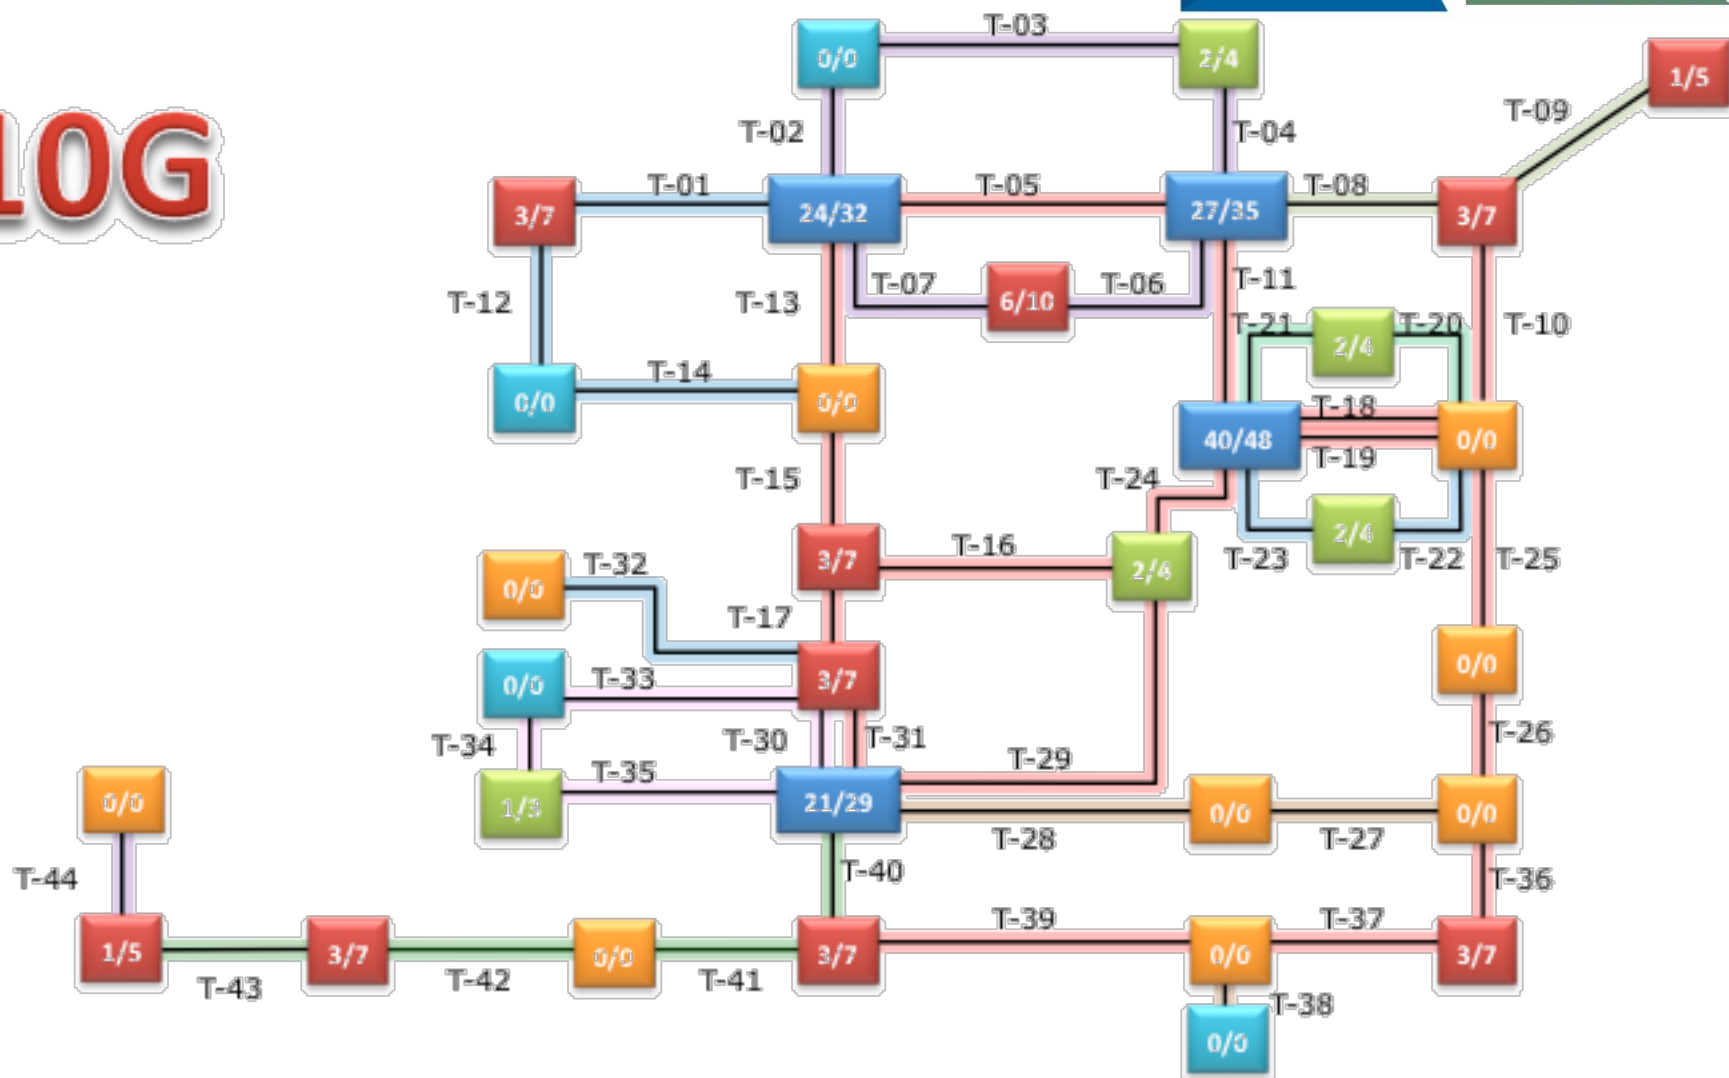 T-03
0/0
2/4
1/5
T-09
10G
T-02
T-04
T-01
T-05
T-08
3/7
24/32
27/35
3/7
T-07
T-06
T-11
T-12
T-13
6/10
T-21
T-20
T-10
2/4
T-14
0/0
0/0
T-18
40/48
0/0
T-19
T-15
T-24
2/4
T-16
T-23
T-22
T-25
T-32
3/7
2/4
0/0
T-17
0/0
T-33
3/7
0/0
T-34
T-30
T-31
T-26
T-29
T-35
0/0
1/3
21/29
0/0
0/0
T-28
T-27
T-44
T-40
T-36
T-39
T-37
1/5
3/7
0/0
3/7
0/0
3/7
T-43
T-42
T-41
T-38
0/0